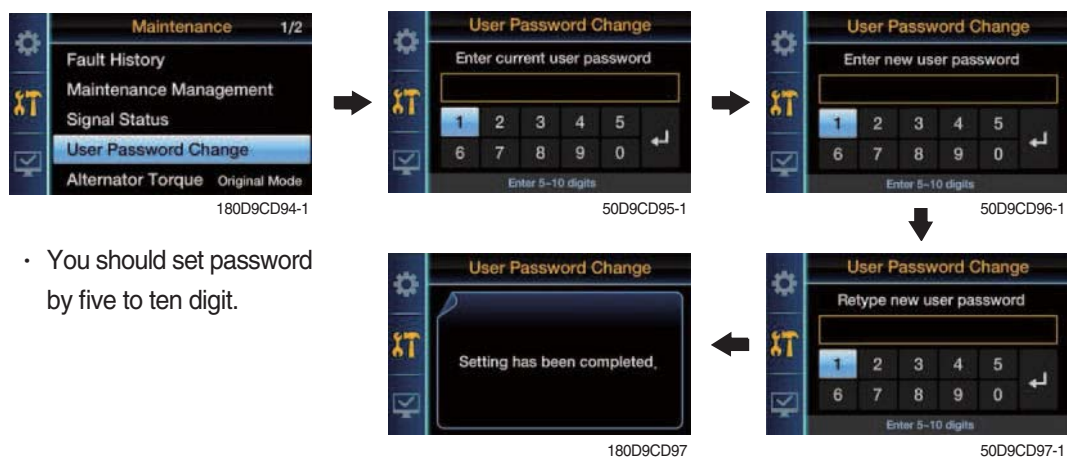 Maintenance 1/2
Fault History
Maintenance Management
Signal Status
User Password Change
Alternator Torque Original Mode
180D9CD94-1
User Password Change
Enter current user password
1 2 3 4 5
6 7 8 9 0
Enter 5~10 digits
50D9CD95-1
User Password Change
Enter new user password
1 2 3 4 5
6 7 8 9 0
Enter 5~10 digits
50D9CD96-1
User Password Change
Retype new user password
1 2 3 4 5
6 7 8 9 0
Enter 5~10 digits
50D9CD97-1
User Password Change
Setting has been completed.
180D9CD97
· You should set password
by five to ten digit.